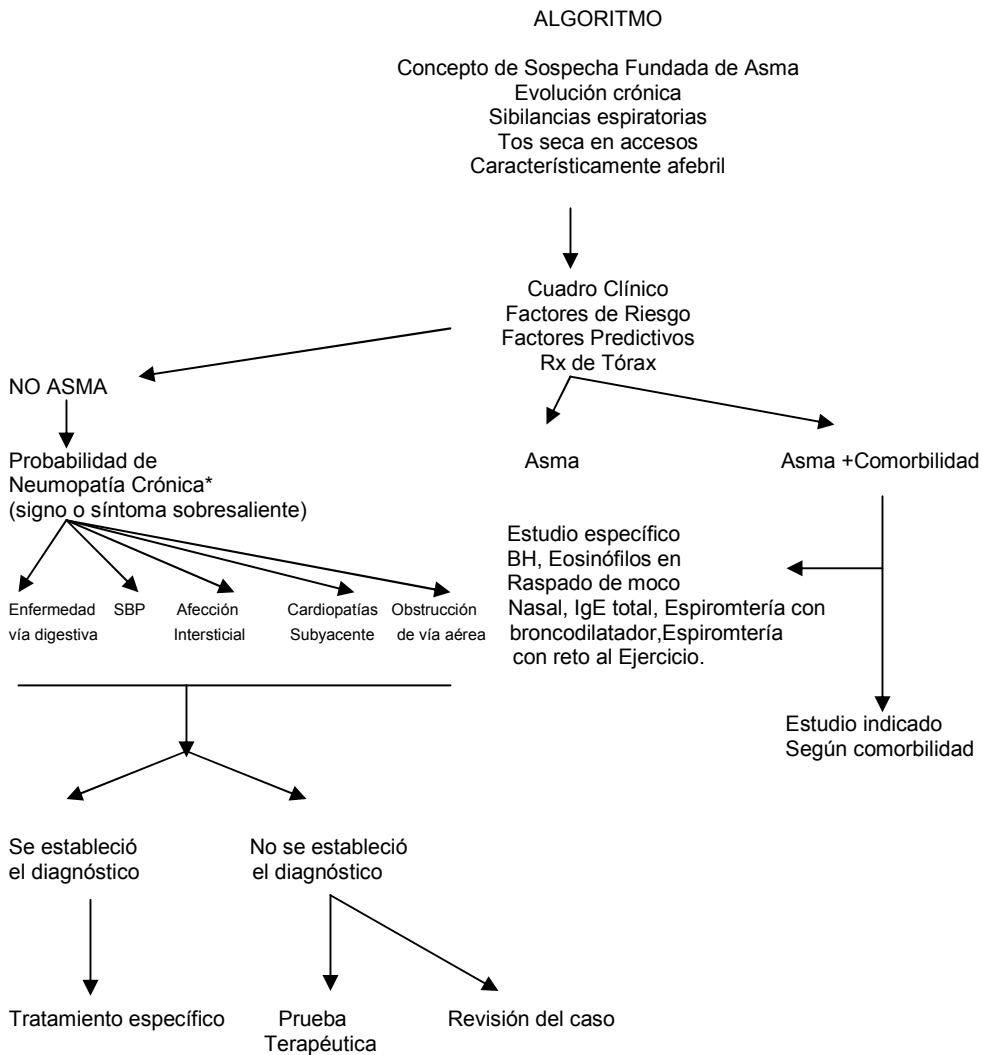 ALGORITMO
Concepto de Sospecha Fundada de Asma
Evolución crónica
Sibilancias espiratorias
Tos seca en accesos
Característicamente afebril
Cuadro Clínico
Factores de Riesgo
Factores Predictivos
Rx de Tórax
NO ASMA
Probabilidad de
Neumopatía Crónica*
(signo o síntoma sobresaliente)
Asma
Asma +Comorbilidad
Estudio específico
BH, Eosinófilos en
Raspado de moco
Nasal, IgE total, Espiromtería con
broncodilatador,Espiromtería
con reto al Ejercicio.
Enfermedad
vía digestiva
SBP
Afección
Intersticial
Cardiopatías
Subyacente
Obstrucción
de vía aérea
Estudio indicado
Según comorbilidad
Se estableció
el diagnóstico
No se estableció
el diagnóstico
Tratamiento específico
Prueba
Terapéutica
Revisión del caso